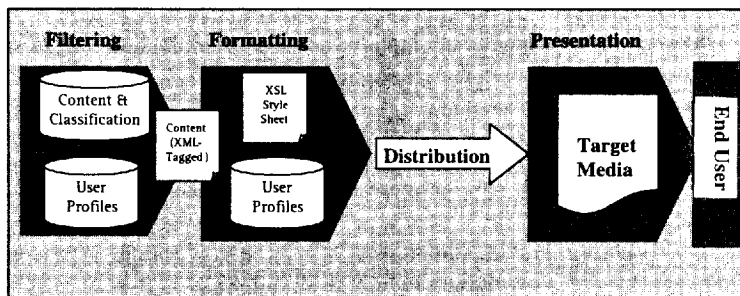 Filtering
Formatting
Presentation
Content &
Classification
User
Profiles
Content
(XML-
Tagged)
XSL
Style
Sheet
User
Profiles
Distribution
Target
Media
End User